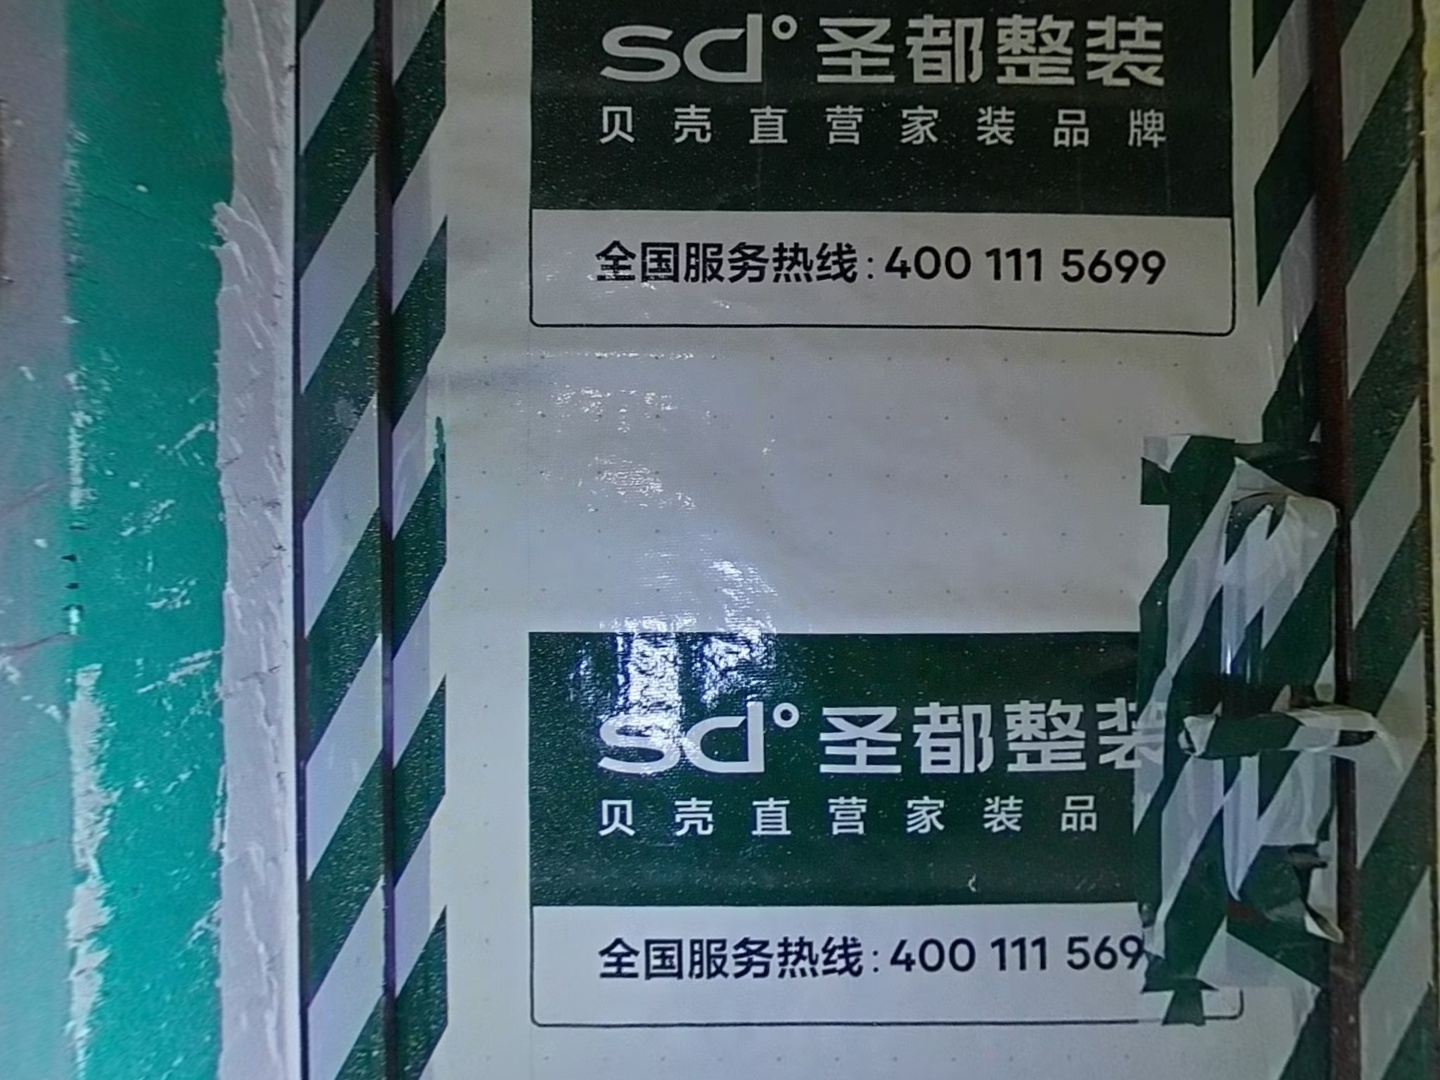 sd° 圣都整装
贝壳直营家装品牌
全国服务热线:400 111 5699
sd° 圣都整装
贝壳直营家装品
全国服务热线:400 111 569